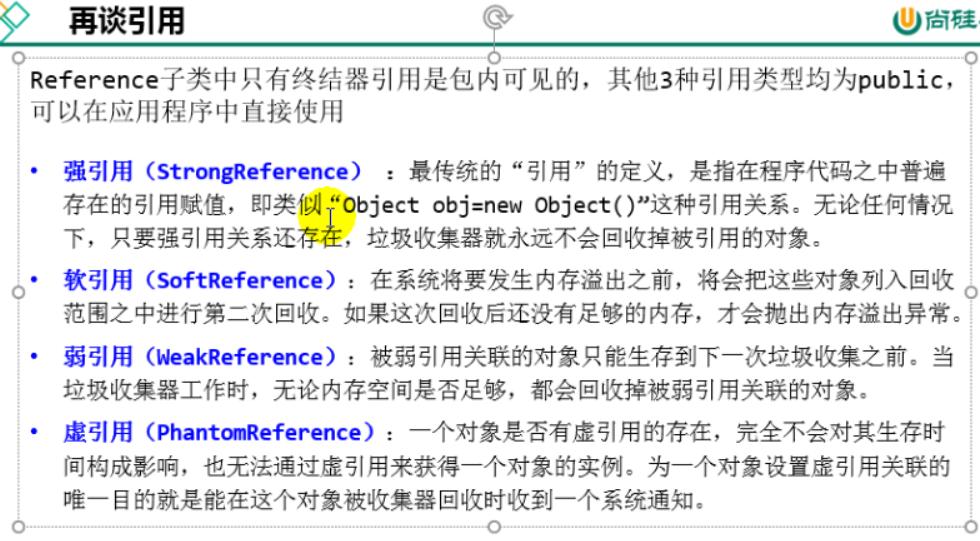 再谈引用
尚硅
Reference子类中只有终结器引用是包内可见的，其他3种引用类型均为public，
可以在应用程序中直接使用
• 强引用（StrongReference） ：最传统的“引用”的定义，是指在程序代码之中普遍
存在的引用赋值，即类似“Object obj=new Object()”这种引用关系。无论任何情况
下，只要强引用关系还存在，垃圾收集器就永远不会回收掉被引用的对象。
• 软引用（SoftReference）：在系统将要发生内存溢出之前，将会把这些对象列入回收
范围之中进行第二次回收。如果这次回收后还没有足够的内存，才会抛出内存溢出异常。
• 弱引用（WeakReference）：被弱引用关联的对象只能生存到下一次垃圾收集之前。当
垃圾收集器工作时，无论内存空间是否足够，都会回收掉被弱引用关联的对象。
• 虚引用（PhantomReference）：一个对象是否有虚引用的存在，完全不会对其生存时
间构成影响，也无法通过虚引用来获得一个对象的实例。为一个对象设置虚引用关联的
唯一目的就是能在这个对象被收集器回收时收到一个系统通知。